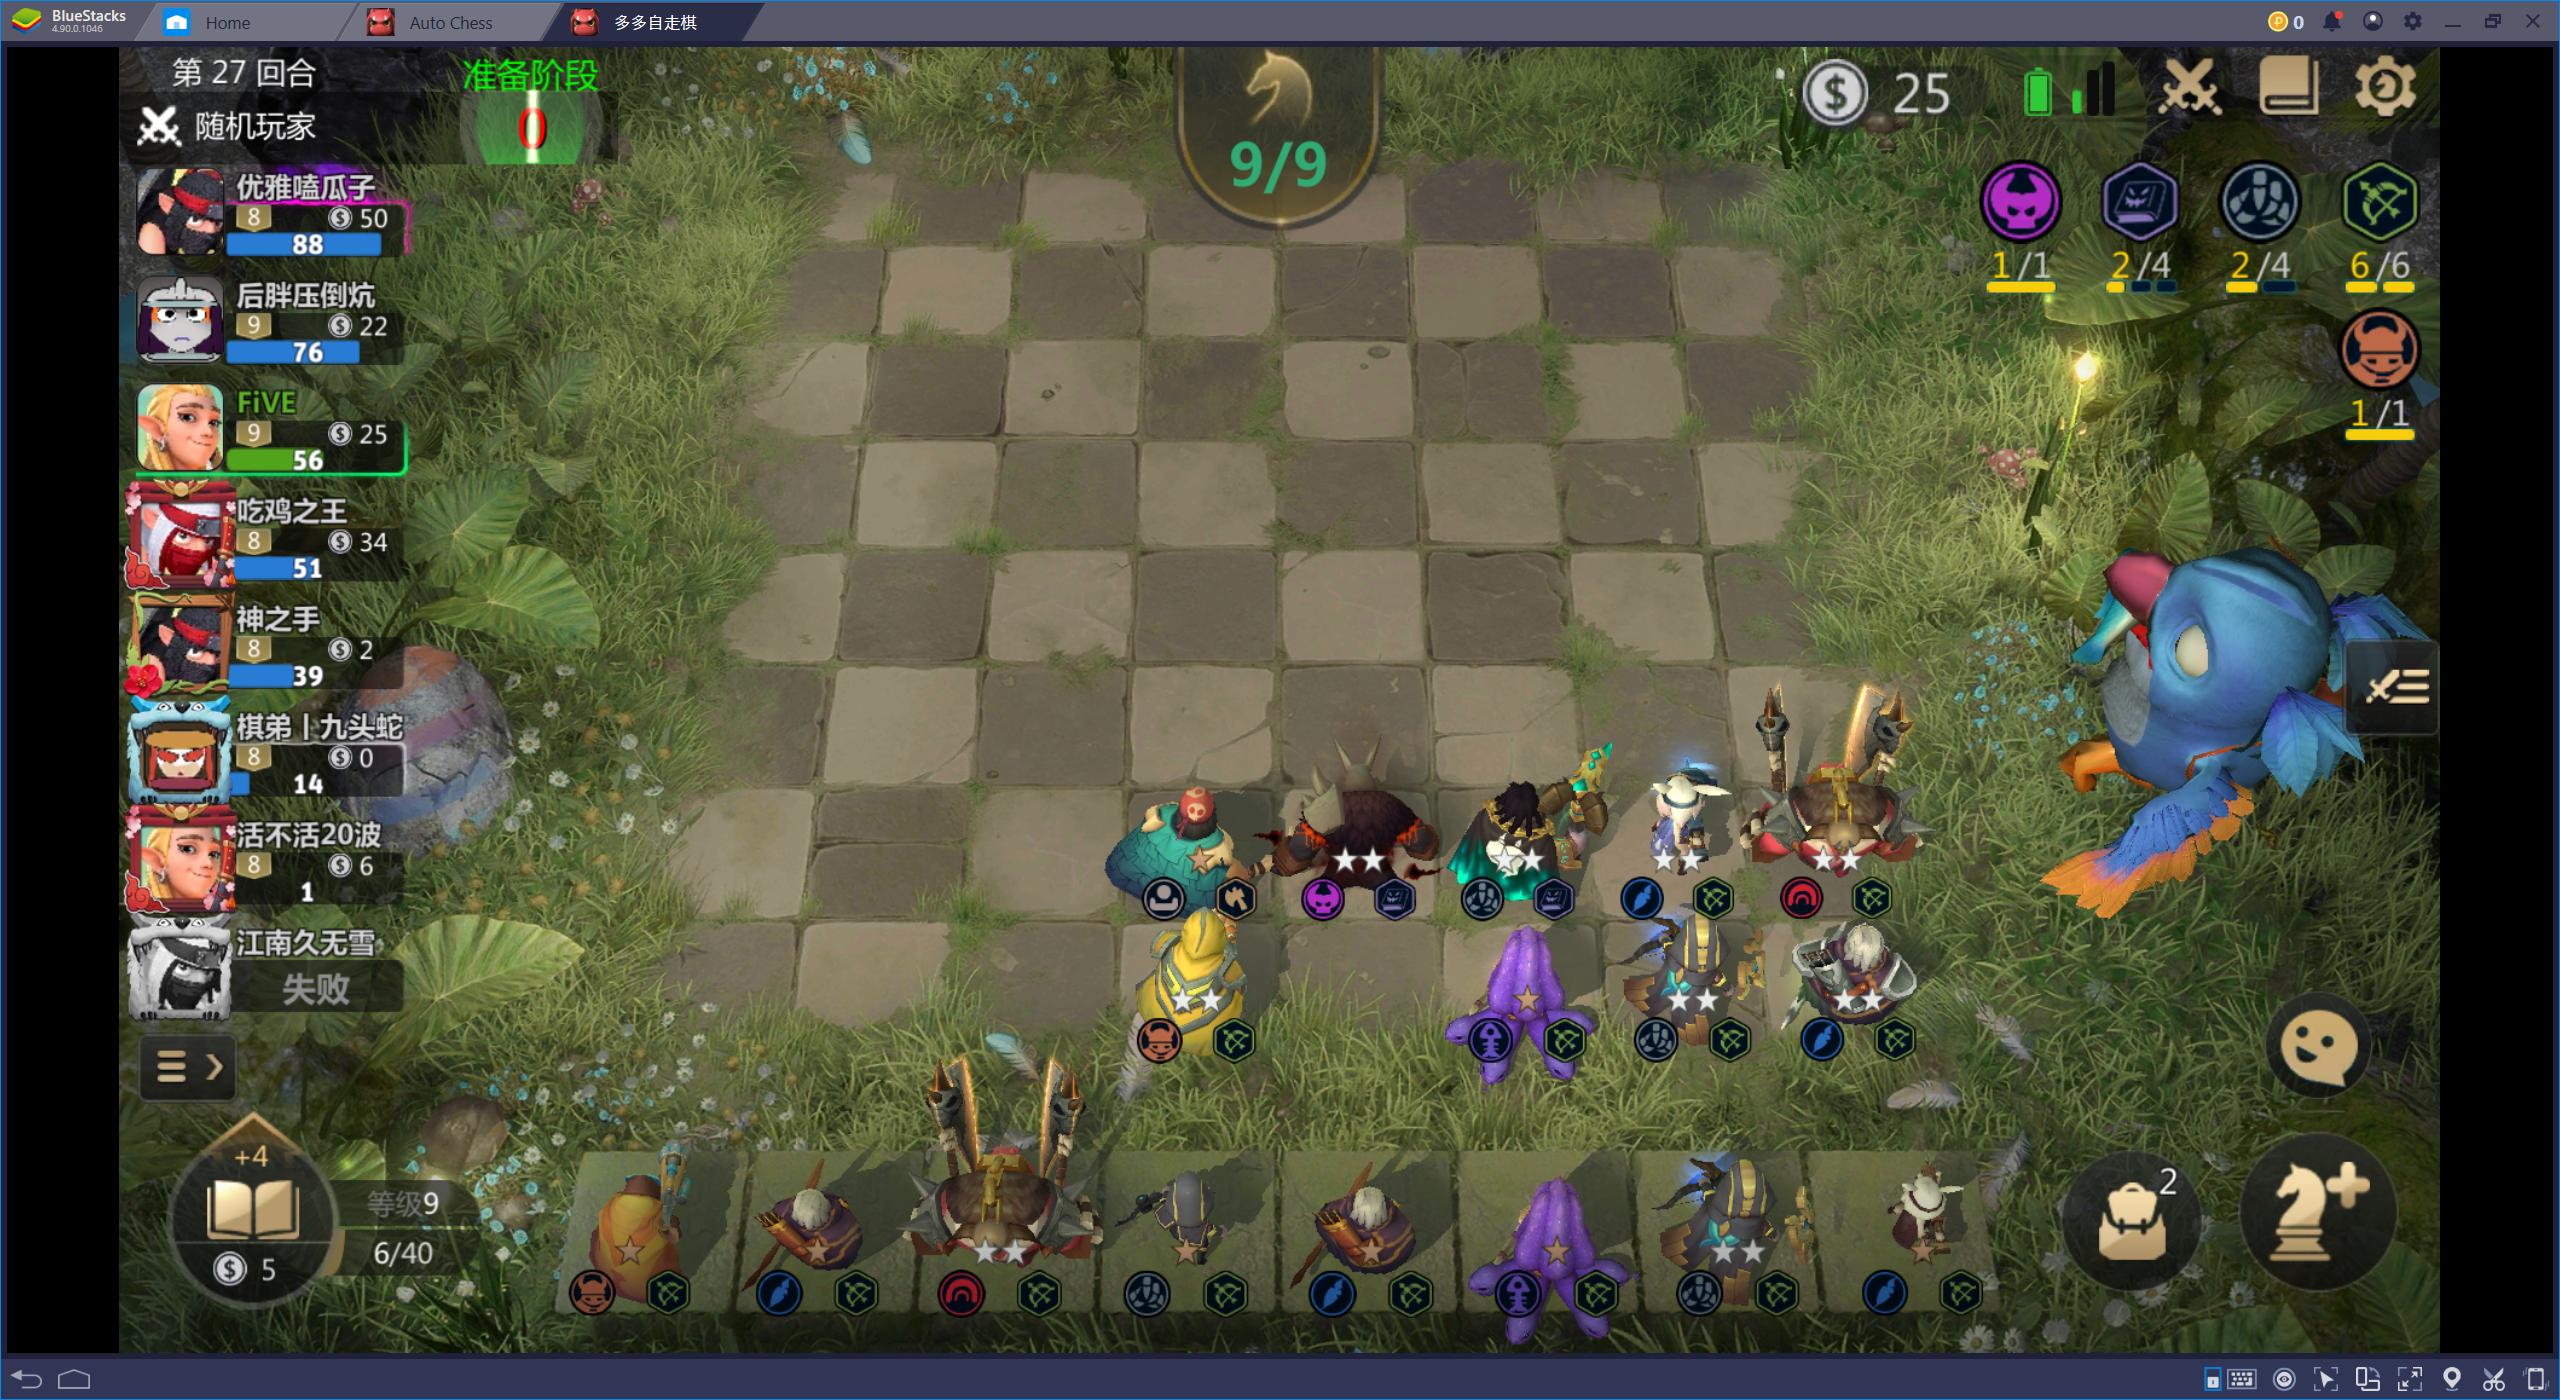 BlueStacks
4.90.0.1046
Home
Auto Chess
多多自走棋
0
第 27 回合
准备阶段
随机玩家
0
9/9
25
优雅嗑瓜子
8 50
88
后胖压倒炕
9 22
76
FiVE
9 25
56
吃鸡之王
8 34
51
神之手
8 2
39
棋弟丨九头蛇
8 0
14
活不活20波
8 6
1
江南久无雪
失败
1/1
2/4
2/4
6/6
1/1
+4
等级9
6/40
5
2